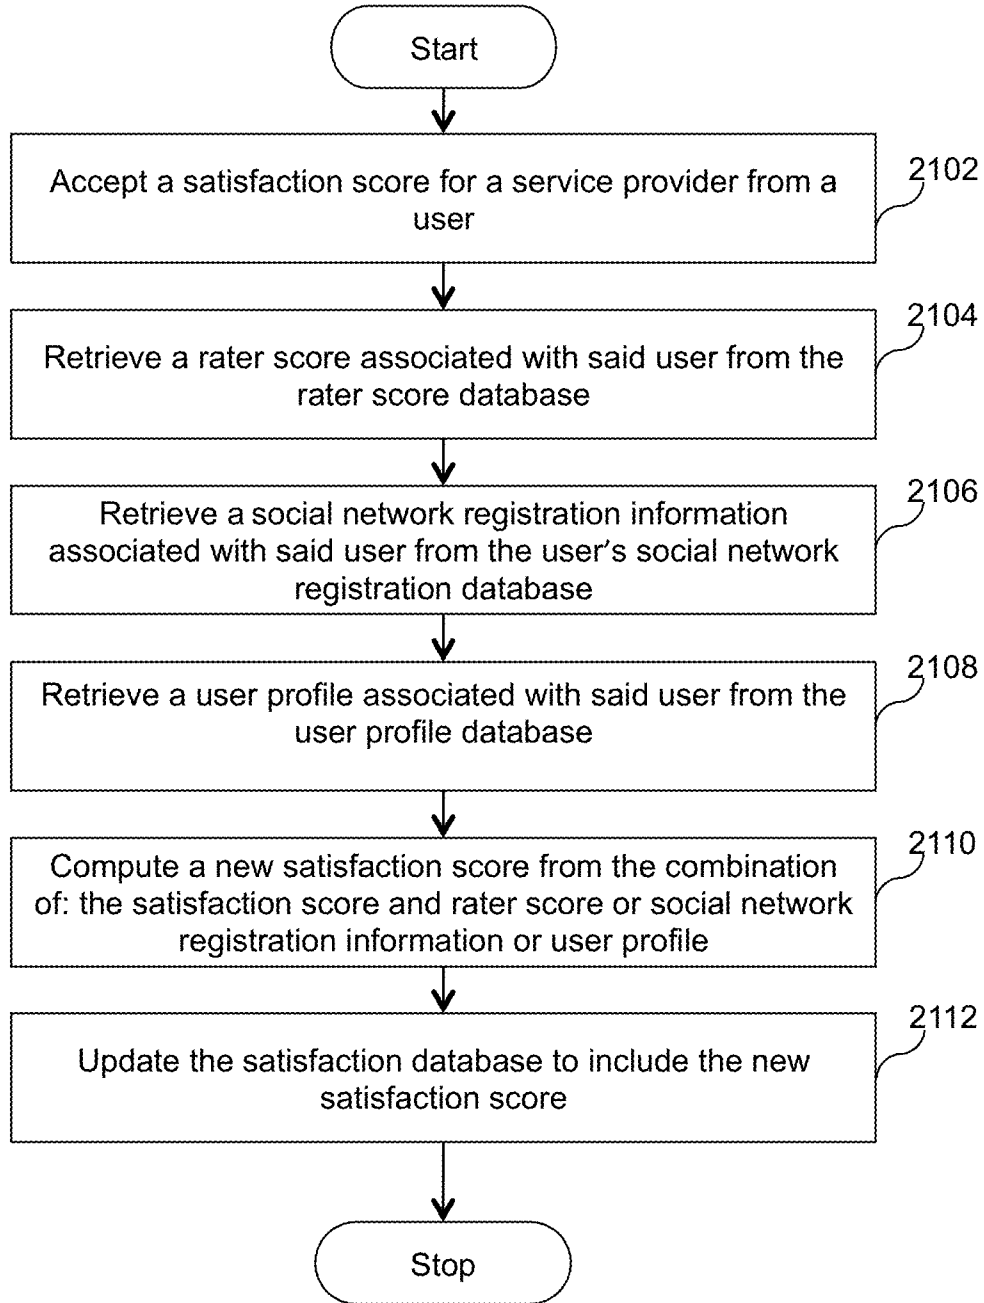 Start
Accept a satisfaction score for a service provider from a
user
2102
Retrieve a rater score associated with said user from the
rater score database
2104
Retrieve a social network registration information
associated with said user from the user's social network
registration database
2106
Retrieve a user profile associated with said user from the
user profile database
2108
Compute a new satisfaction score from the combination
of: the satisfaction score and rater score or social network
registration information or user profile
2110
Update the satisfaction database to include the new
satisfaction score
2112
Stop